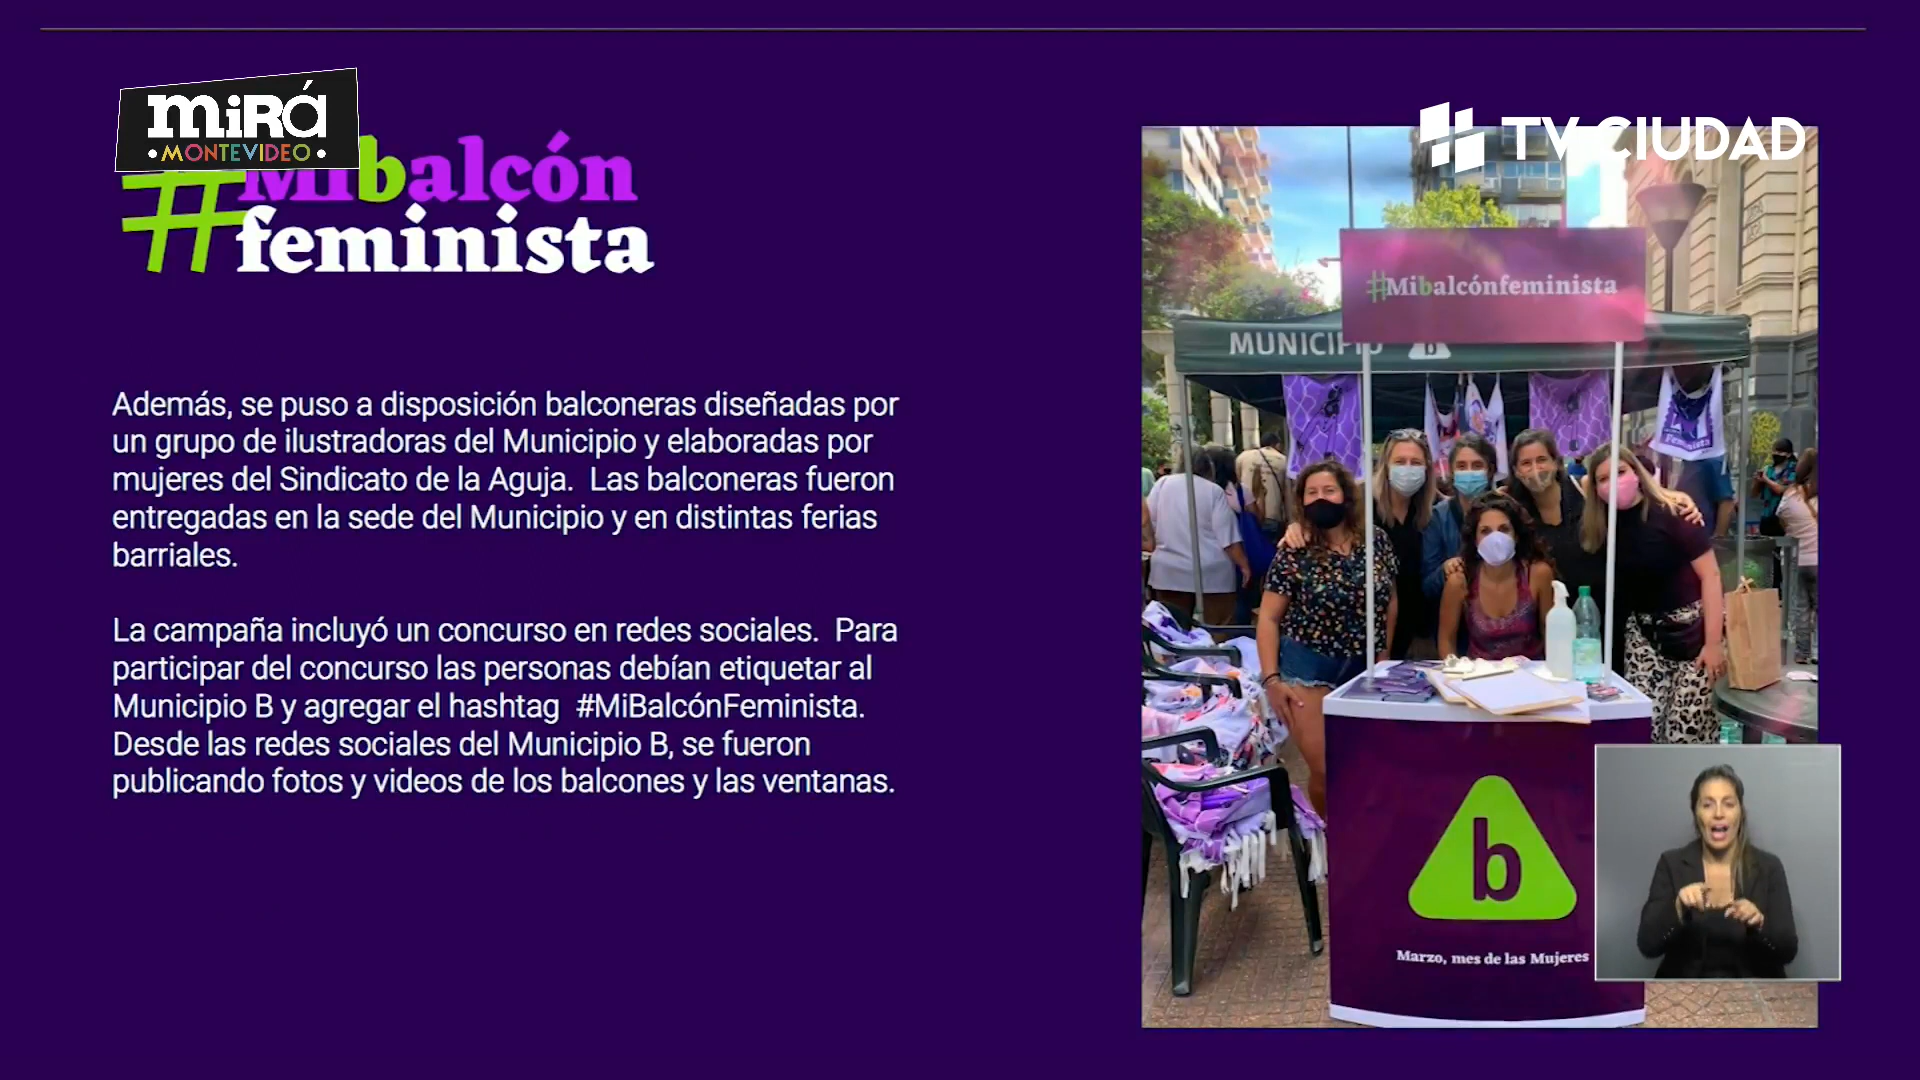 miRá
•MONTEVIDEO•
#Mibalcón
feminista
TV CIUDAD
Además, se puso a disposición balconeras diseñadas por
un grupo de ilustradoras del Municipio y elaboradas por
mujeres del Sindicato de la Aguja.  Las balconeras fueron
entregadas en la sede del Municipio y en distintas ferias
barriales.
La campaña incluyó un concurso en redes sociales.  Para
participar del concurso las personas debían etiquetar al
Municipio B y agregar el hashtag  #MiBalcónFeminista.
Desde las redes sociales del Municipio B, se fueron
publicando fotos y videos de los balcones y las ventanas.
#Mibalcónfeminista
MUNICIPIO b
Feminista
b
Marzo, mes de las Mujeres